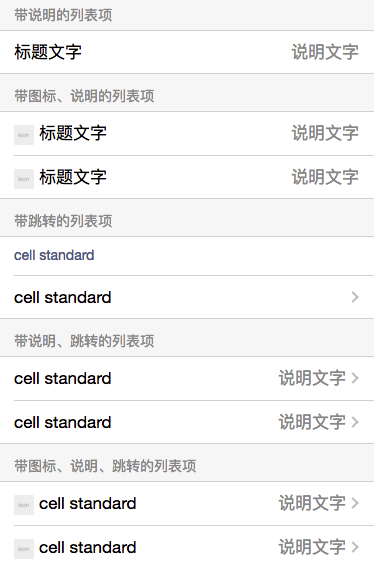 带说明的列表项
标题文字 说明文字
带图标、说明的列表项
标题文字 说明文字
标题文字 说明文字
带跳转的列表项
cell standard
cell standard
带说明、跳转的列表项
cell standard 说明文字
cell standard 说明文字
带图标、说明、跳转的列表项
cell standard 说明文字
cell standard 说明文字